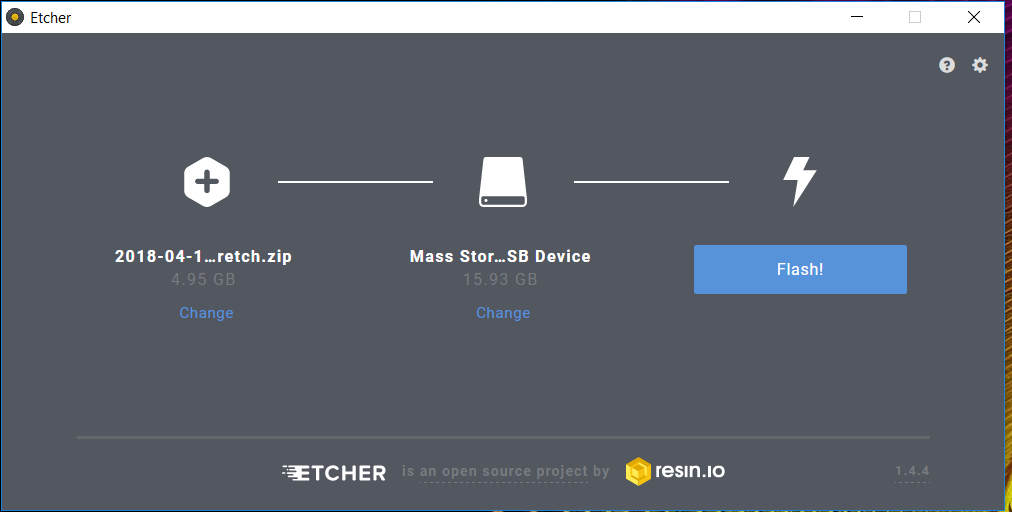 Etcher
2018-04-1...retch.zip
4.95 GB
Change
Mass Stor...SB Device
15.93 GB
Change
Flash!
ETCHER is an open source project by resin.io
1.4.4